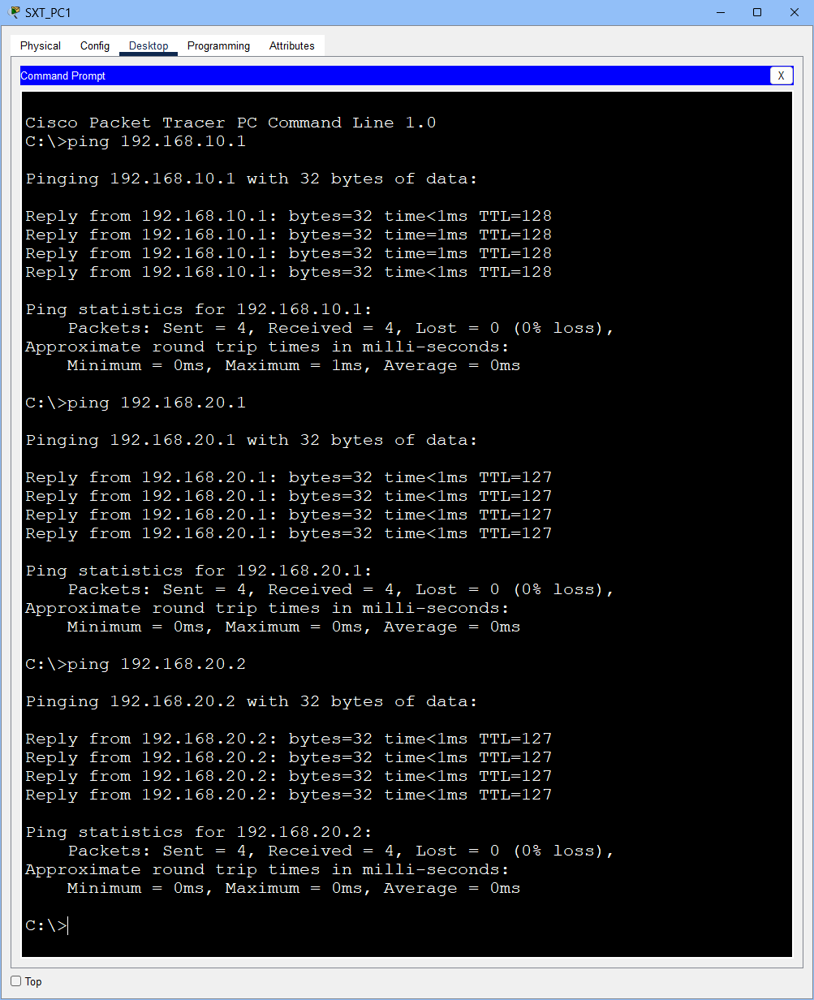 SXT_PC1
Physical Config Desktop Programming Attributes
Command Prompt X
Cisco Packet Tracer PC Command Line 1.0
C:\>ping 192.168.10.1
Pinging 192.168.10.1 with 32 bytes of data:
Reply from 192.168.10.1: bytes=32 time<1ms TTL=128
Reply from 192.168.10.1: bytes=32 time=1ms TTL=128
Reply from 192.168.10.1: bytes=32 time=1ms TTL=128
Reply from 192.168.10.1: bytes=32 time<1ms TTL=128
Ping statistics for 192.168.10.1:
Packets: Sent = 4, Received = 4, Lost = 0 (0% loss),
Approximate round trip times in milli-seconds:
Minimum = 0ms, Maximum = 1ms, Average = 0ms
C:\>ping 192.168.20.1
Pinging 192.168.20.1 with 32 bytes of data:
Reply from 192.168.20.1: bytes=32 time<1ms TTL=127
Reply from 192.168.20.1: bytes=32 time<1ms TTL=127
Reply from 192.168.20.1: bytes=32 time<1ms TTL=127
Reply from 192.168.20.1: bytes=32 time<1ms TTL=127
Ping statistics for 192.168.20.1:
Packets: Sent = 4, Received = 4, Lost = 0 (0% loss),
Approximate round trip times in milli-seconds:
Minimum = 0ms, Maximum = 0ms, Average = 0ms
C:\>ping 192.168.20.2
Pinging 192.168.20.2 with 32 bytes of data:
Reply from 192.168.20.2: bytes=32 time<1ms TTL=127
Reply from 192.168.20.2: bytes=32 time<1ms TTL=127
Reply from 192.168.20.2: bytes=32 time<1ms TTL=127
Reply from 192.168.20.2: bytes=32 time<1ms TTL=127
Ping statistics for 192.168.20.2:
Packets: Sent = 4, Received = 4, Lost = 0 (0% loss),
Approximate round trip times in milli-seconds:
Minimum = 0ms, Maximum = 0ms, Average = 0ms
C:\>
Top